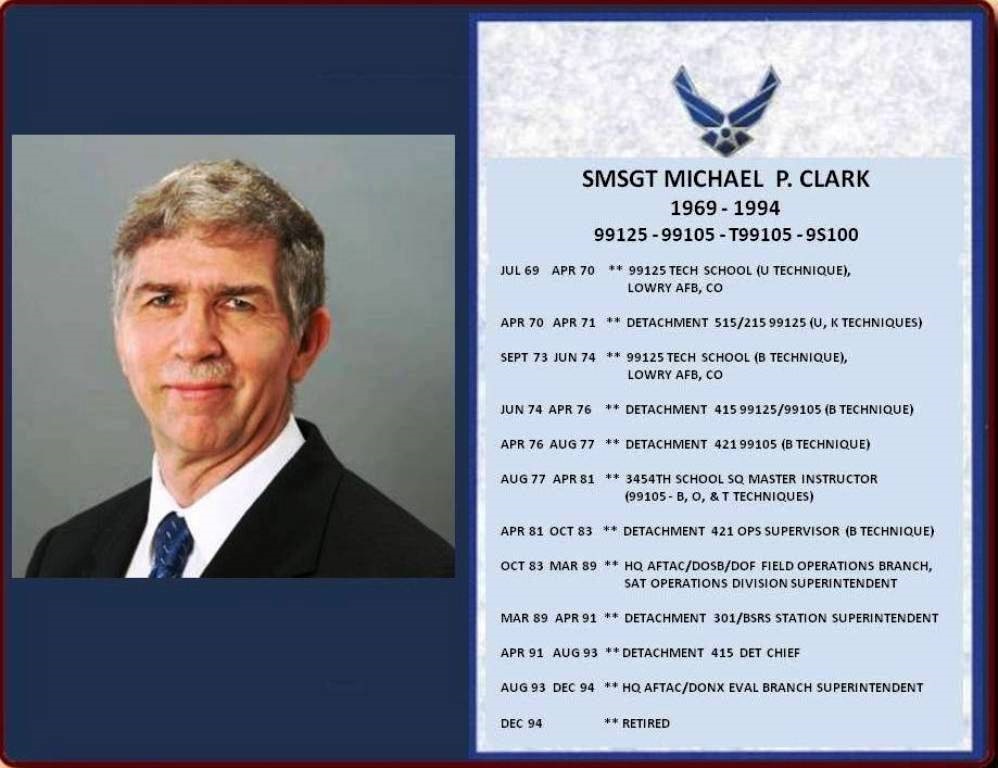 SMSGT MICHAEL P. CLARK
1969 - 1994
99125 - 99105 - T99105 - 9S100
JUL 69 APR 70 ** 99125 TECH SCHOOL (U TECHNIQUE),
LOWRY AFB, CO
APR 70 APR 71 ** DETACHMENT 515/215 99125 (U, K TECHNIQUES)
SEPT 73 JUN 74 ** 99125 TECH SCHOOL (B TECHNIQUE),
LOWRY AFB, CO
JUN 74 APR 76 ** DETACHMENT 415 99125/99105 (B TECHNIQUE)
APR 76 AUG 77 ** DETACHMENT 421 99105 (B TECHNIQUE)
AUG 77 APR 81 ** 3454TH SCHOOL SQ MASTER INSTRUCTOR
(99105 - B, O, & T TECHNIQUES)
APR 81 OCT 83 ** DETACHMENT 421 OPS SUPERVISOR (B TECHNIQUE)
OCT 83 MAR 89 ** HQ AFTAC/DOSB/DOF FIELD OPERATIONS BRANCH,
SAT OPERATIONS DIVISION SUPERINTENDENT
MAR 89 APR 91 ** DETACHMENT 301/BSRS STATION SUPERINTENDENT
APR 91 AUG 93 ** DETACHMENT 415 DET CHIEF
AUG 93 DEC 94 ** HQ AFTAC/DONX EVAL BRANCH SUPERINTENDENT
DEC 94 ** RETIRED